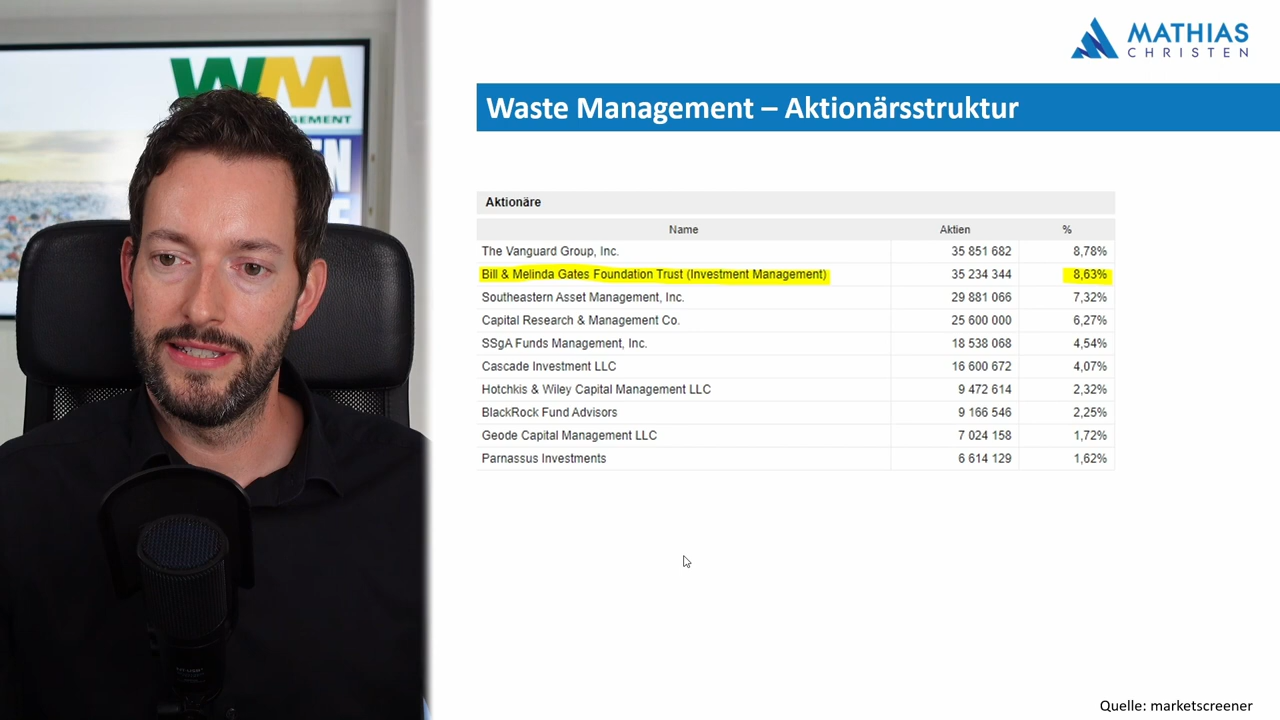 WM
GEMENT
EN
E
MATHIAS
CHRISTEN
Waste Management – Aktionärsstruktur
Aktionäre
Name Aktien %
The Vanguard Group, Inc. 35 851 682 8,78%
Bill & Melinda Gates Foundation Trust (Investment Management) 35 234 344 8,63%
Southeastern Asset Management, Inc. 29 881 066 7,32%
Capital Research & Management Co. 25 600 000 6,27%
SSgA Funds Management, Inc. 18 538 068 4,54%
Cascade Investment LLC 16 600 672 4,07%
Hotchkis & Wiley Capital Management LLC 9 472 614 2,32%
BlackRock Fund Advisors 9 166 546 2,25%
Geode Capital Management LLC 7 024 158 1,72%
Parnassus Investments 6 614 129 1,62%
Quelle: marketscreener